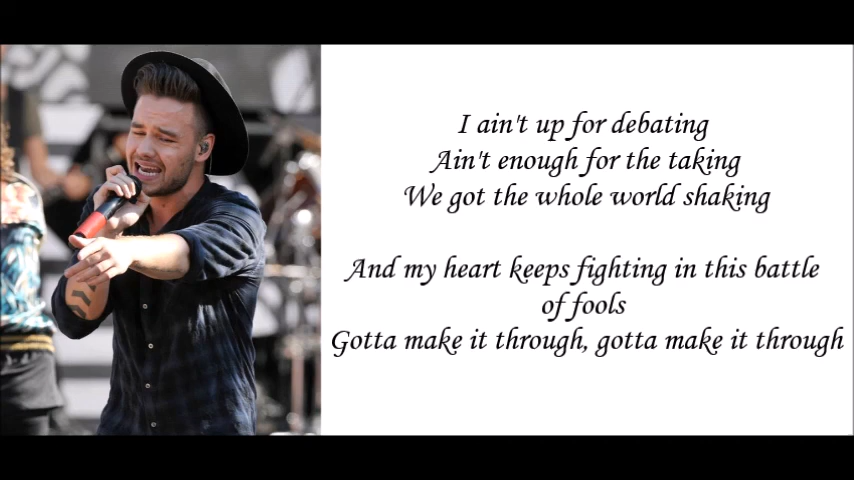 I ain't up for debating
Ain't enough for the taking
We got the whole world shaking
And my heart keeps fighting in this battle
of fools
Gotta make it through, gotta make it through